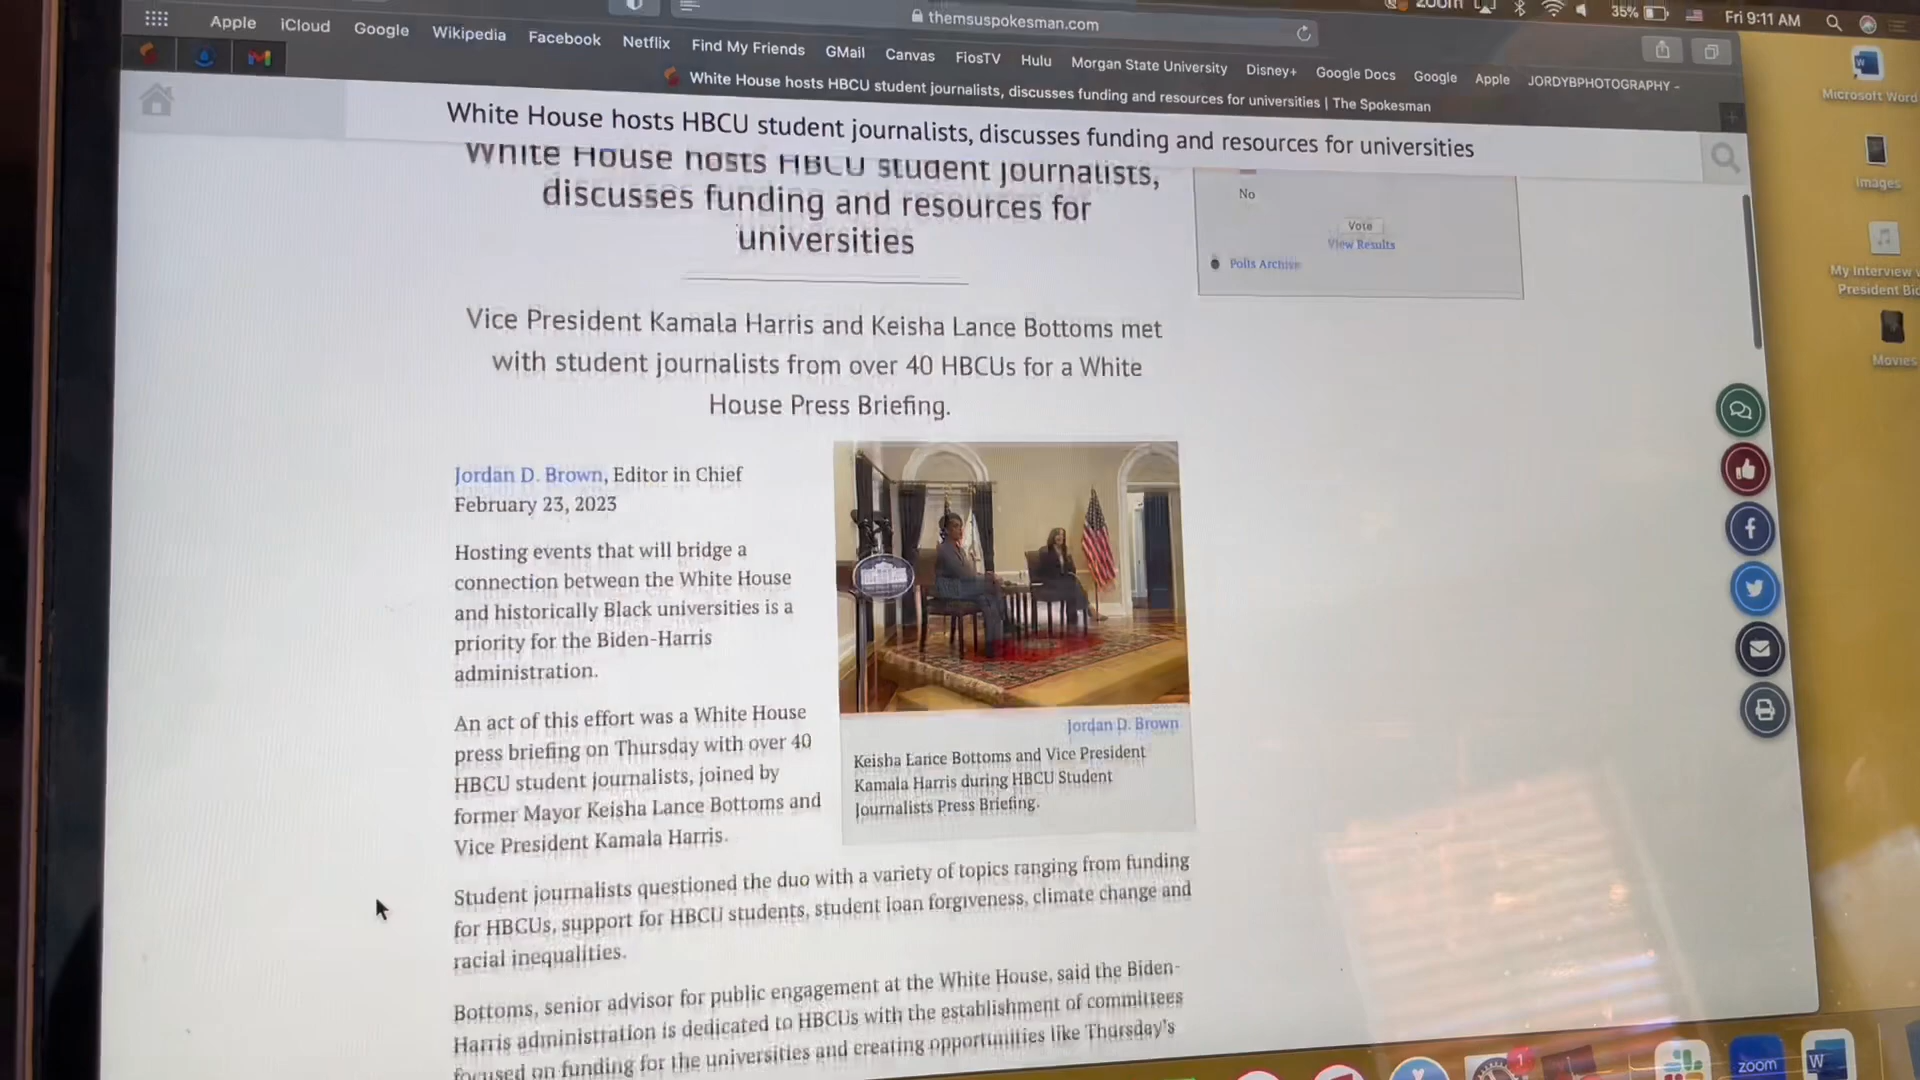 zoom
35%
Fri 9:11 AM
themsuspokesman.com
Apple iCloud Google Wikipedia Facebook Netflix Find My Friends GMail Canvas FiosTV Hulu Morgan State University Disney+ Google Docs Google Apple JORDYBPHOTOGRAPHY -
White House hosts HBCU student journalists, discusses funding and resources for universities | The Spokesman
White House hosts HBCU student journalists, discusses funding and resources for universities
White House hosts HBCU student journalists,
discusses funding and resources for
universities
No
Vote
View Results
Polls Archive
Vice President Kamala Harris and Keisha Lance Bottoms met
with student journalists from over 40 HBCUs for a White
House Press Briefing.
Jordan D. Brown, Editor in Chief
February 23, 2023
Hosting events that will bridge a
connection between the White House
and historically Black universities is a
priority for the Biden-Harris
administration.
An act of this effort was a White House
press briefing on Thursday with over 40
HBCU student journalists, joined by
former Mayor Keisha Lance Bottoms and
Vice President Kamala Harris.
Jordan D. Brown
Keisha Lance Bottoms and Vice President
Kamala Harris during HBCU Student
Journalists Press Briefing.
Student journalists questioned the duo with a variety of topics ranging from funding
for HBCUs, support for HBCU students, student loan forgiveness, climate change and
racial inequalities.
Bottoms, senior advisor for public engagement at the White House, said the Biden-
Harris administration is dedicated to HBCUs with the establishment of committees
focused on funding for the universities and creating opportunities like Thursday's
Microsoft Word
Images
My Interview
President Bid
Movies
1
zoom
W